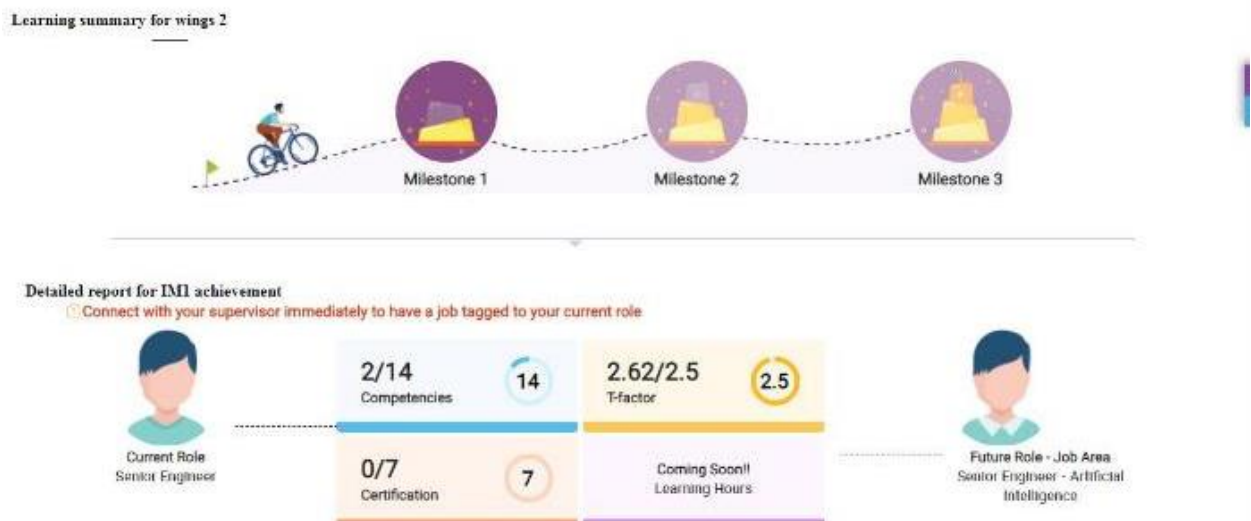 Learning summary for wings 2
Milestone 1
Milestone 2
Milestone 3
Detailed report for IM1 achievement
Connect with your supervisor immediately to have a job tagged to your current role
2/14
Competencies
14
2.62/2.5
T-factor
2.5
Current Role
Senior Engineer
0/7
Certification
7
Coming Soon!!
Learning Hours
Future Role - Job Area
Senior Engineer - Artificial
Intelligence